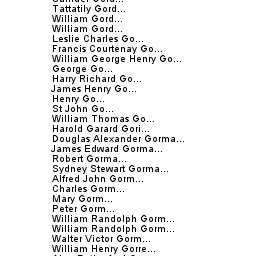 Tattatily Gord...
William Gord...
William Gord...
Leslie Charles Go...
Francis Courtenay Go...
William George Henry Go...
George Go...
Harry Richard Go...
James Henry Go...
Henry Go...
St John Go...
William Thomas Go...
Harold Garard Gori...
Douglas Alexander Gorma...
James Edward Gorma...
Robert Gorma...
Sydney Stewart Gorma...
Alfred John Gorm...
Charles Gorm...
Mary Gorm...
Peter Gorm...
William Randolph Gorm...
William Randolph Gorm...
Walter Victor Gorm...
William Henry Gorre...